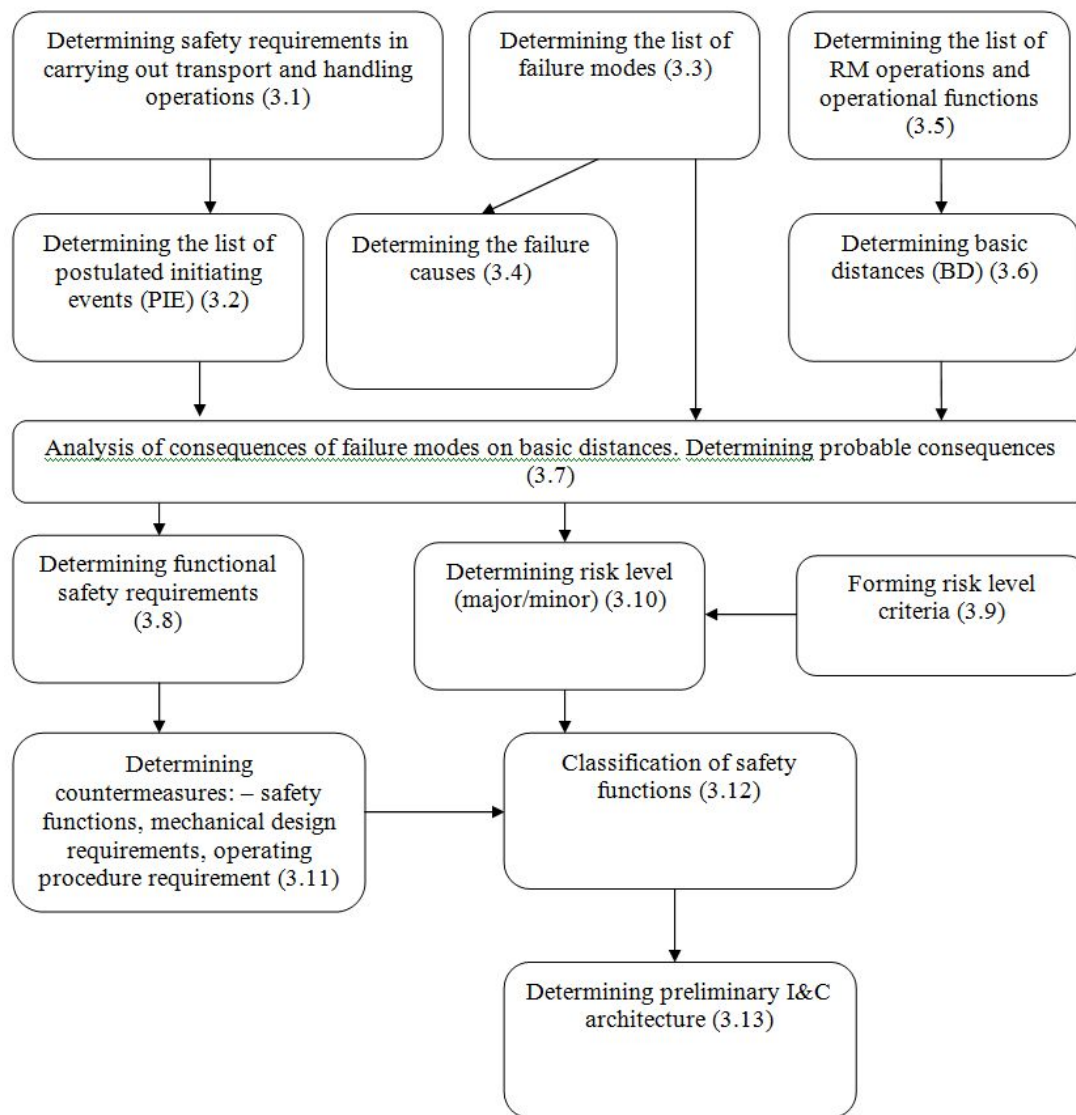 Determining safety requirements in
carrying out transport and handling
operations (3.1)
Determining the list of
failure modes (3.3)
Determining the list of
RM operations and
operational functions
(3.5)
Determining the list of
postulated initiating
events (PIE) (3.2)
Determining the failure
causes (3.4)
Determining basic
distances (BD) (3.6)
Analysis of consequences of failure modes on basic distances. Determining probable consequences
(3.7)
Determining functional
safety requirements
(3.8)
Determining risk level
(major/minor) (3.10)
Forming risk level
criteria (3.9)
Determining
countermeasures: – safety
functions, mechanical design
requirements, operating
procedure requirement (3.11)
Classification of safety
functions (3.12)
Determining preliminary I&C
architecture (3.13)